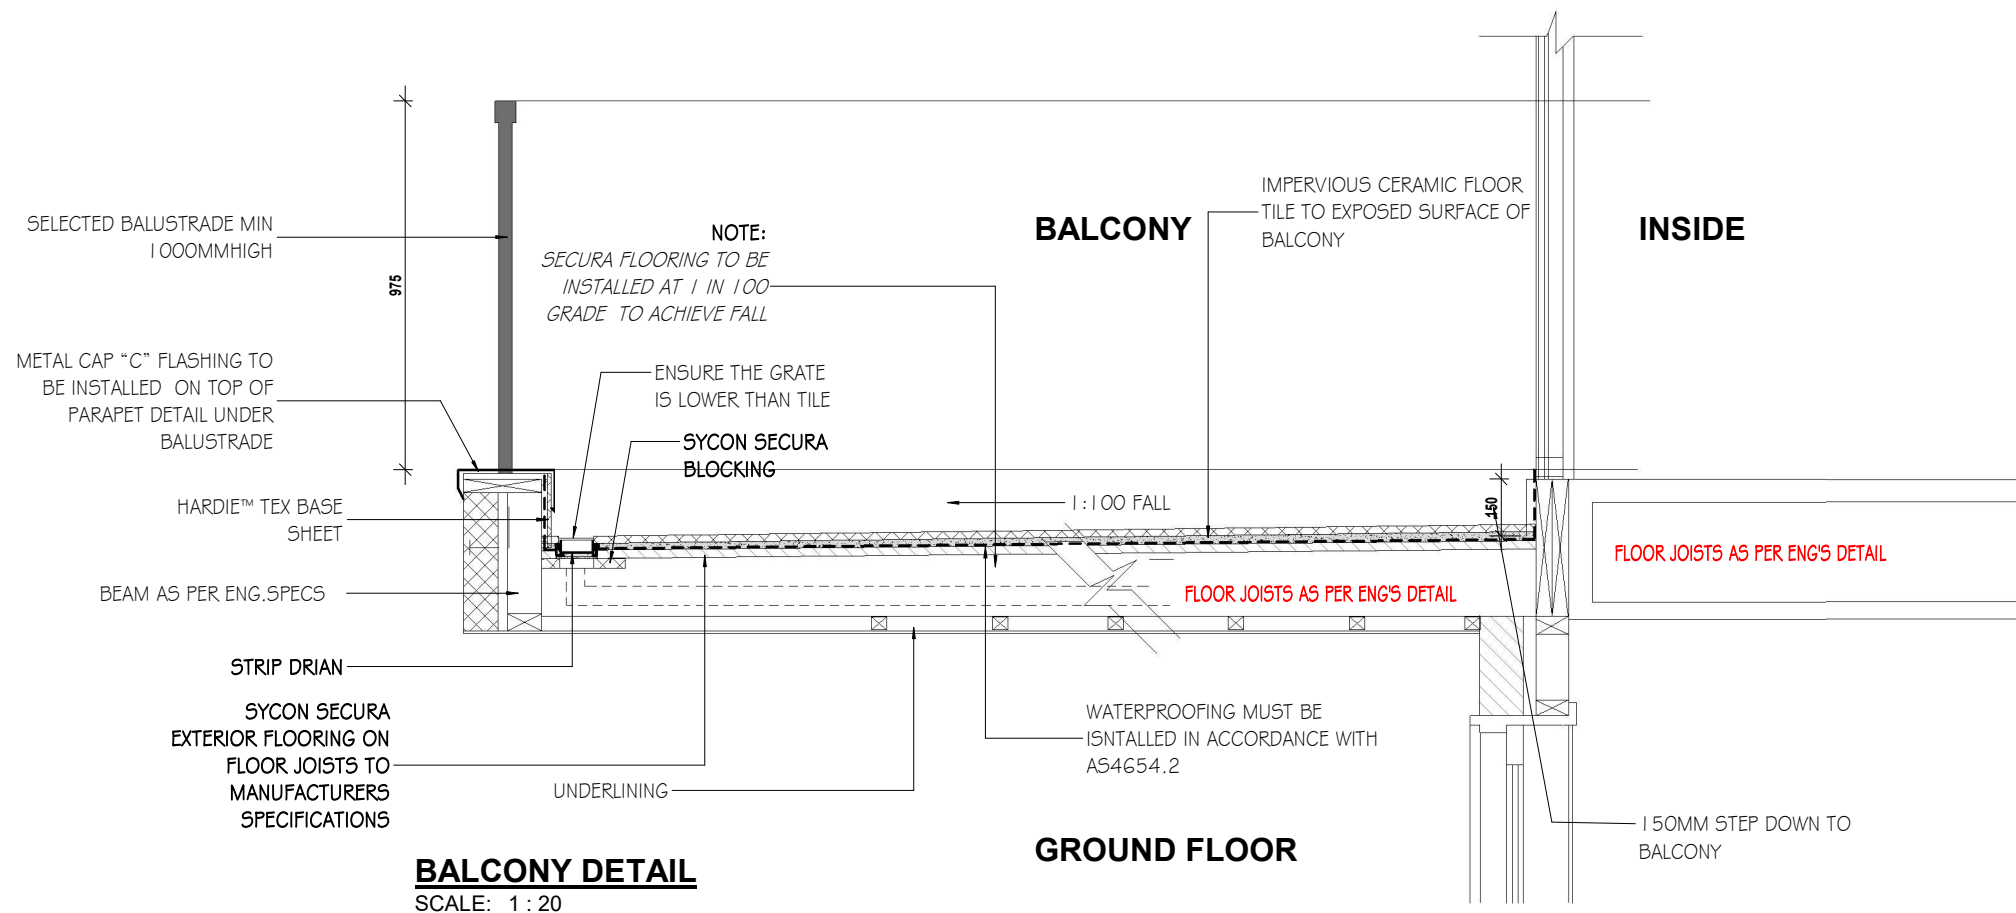 SELECTED BALUSTRADE MIN
1000MMHIGH
975
METAL CAP “C” FLASHING TO
BE INSTALLED ON TOP OF
PARAPET DETAIL UNDER
BALUSTRADE
HARDIE™ TEX BASE
SHEET
BEAM AS PER ENG.SPECS
STRIP DRIAN
SYCON SECURA
EXTERIOR FLOORING ON
FLOOR JOISTS TO
MANUFACTURERS
SPECIFICATIONS
NOTE:
SECURA FLOORING TO BE
INSTALLED AT 1 IN 100
GRADE TO ACHIEVE FALL
ENSURE THE GRATE
IS LOWER THAN TILE
SYCON SECURA
BLOCKING
UNDERLINING
BALCONY
IMPERVIOUS CERAMIC FLOOR
TILE TO EXPOSED SURFACE OF
BALCONY
INSIDE
1:100 FALL
150
FLOOR JOISTS AS PER ENG'S DETAIL
FLOOR JOISTS AS PER ENG'S DETAIL
WATERPROOFING MUST BE
ISNTALLED IN ACCORDANCE WITH
AS4654.2
150MM STEP DOWN TO
BALCONY
GROUND FLOOR
BALCONY DETAIL
SCALE: 1 : 20